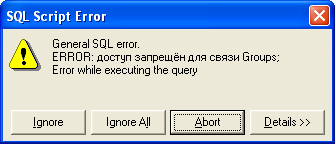 SQL Script Error
General SQL error.
ERROR: доступ запрещён для связи Groups;
Error while executing the query
Ignore
Ignore All
Abort
Details >>